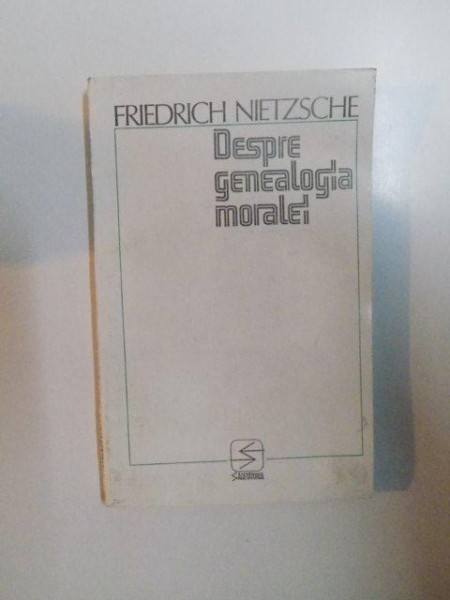 FRIEDRICH NIETZSCHE
Despre
genealogia
moralei